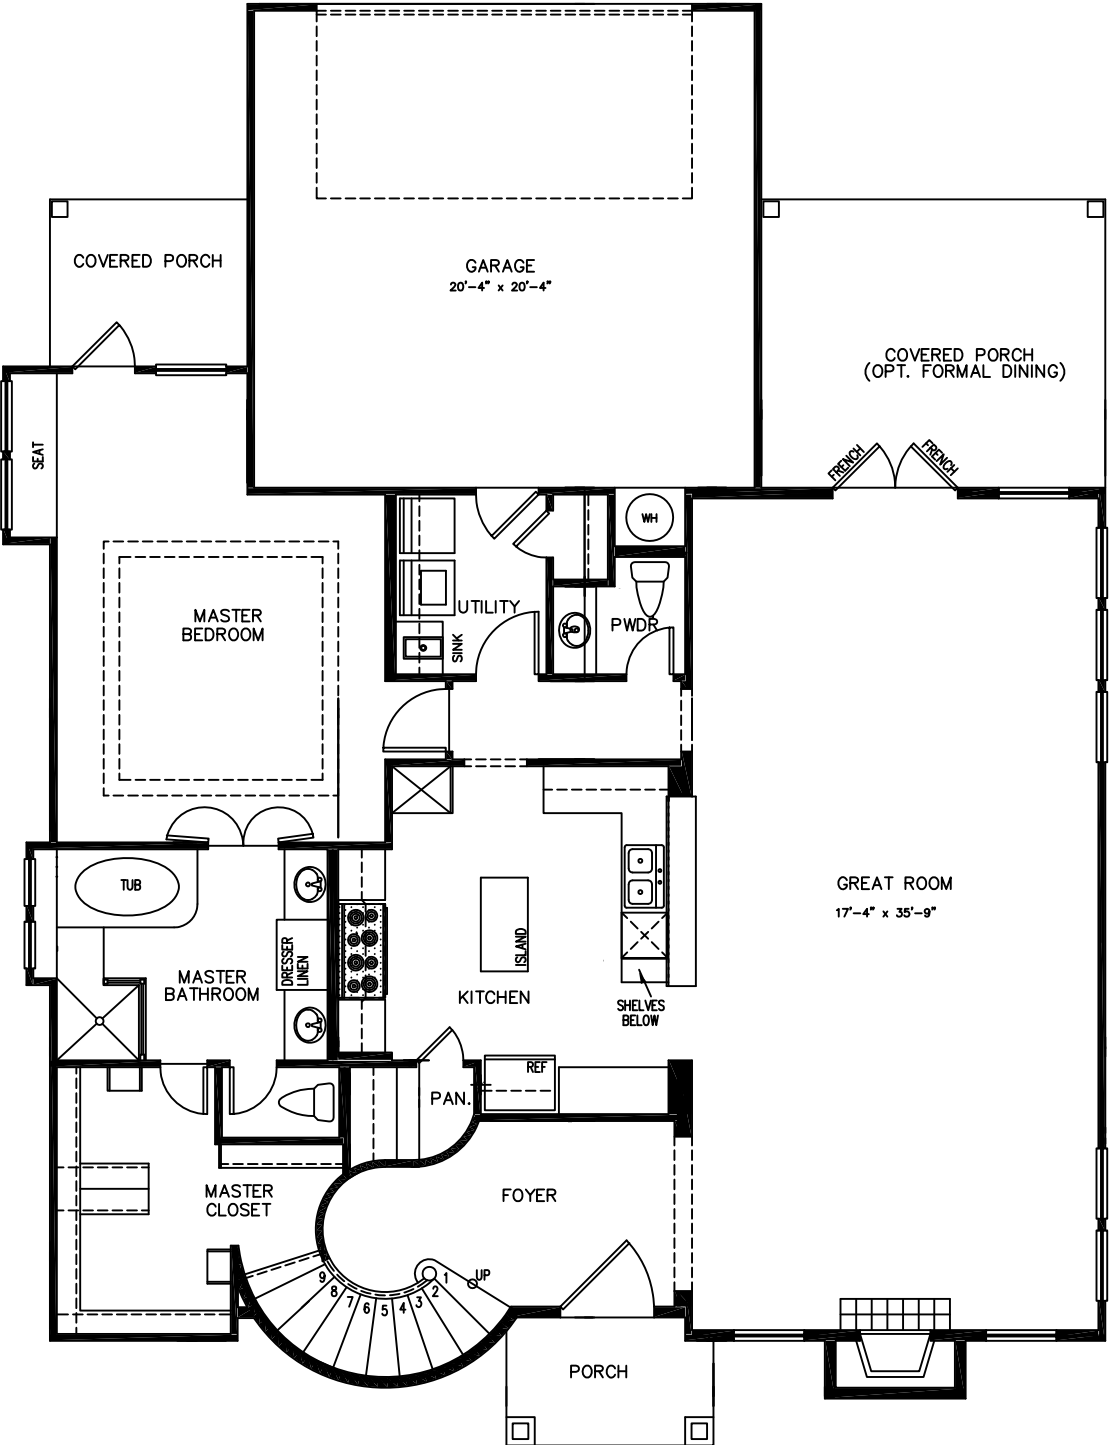 COVERED PORCH
GARAGE
20'-4" x 20'-4"
COVERED PORCH
(OPT. FORMAL DINING)
FRENCH
FRENCH
SEAT
WH
UTILITY
SINK
PWDR
MASTER
BEDROOM
TUB
GREAT ROOM
17'-4" x 35'-9"
DRESSER
LINEN
ISLAND
MASTER
BATHROOM
KITCHEN
SHELVES
BELOW
REF
PAN.
MASTER
CLOSET
FOYER
UP
1
2
3
4
5
6
7
8
9
PORCH